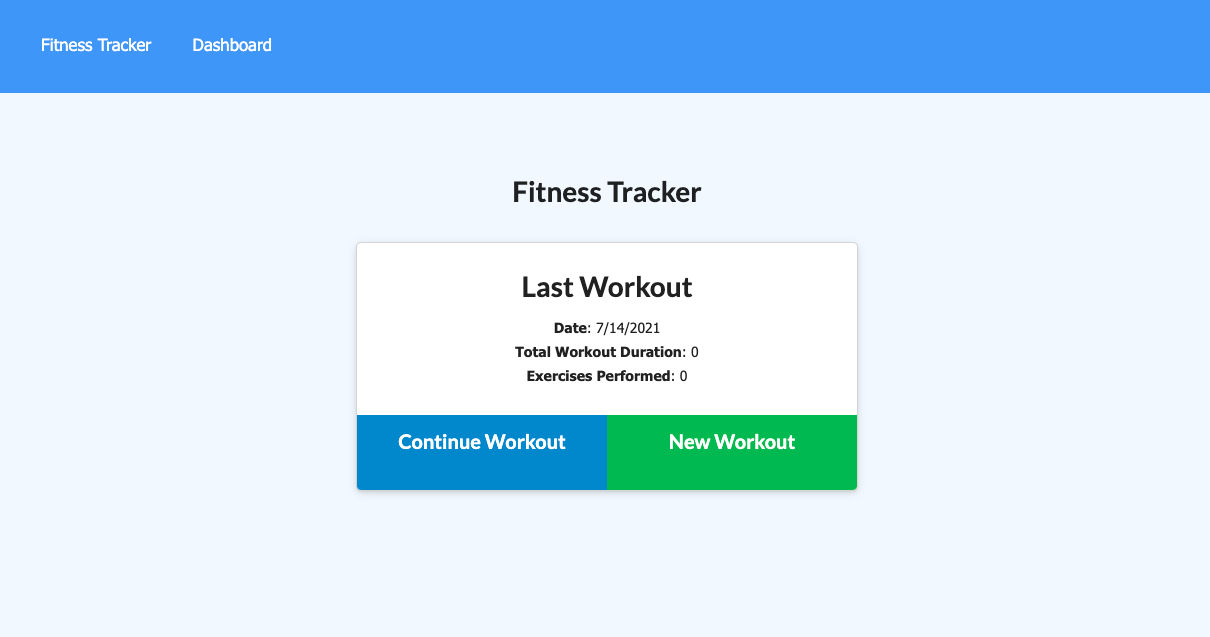 Fitness Tracker Dashboard
Fitness Tracker
Last Workout
Date: 7/14/2021
Total Workout Duration: 0
Exercises Performed: 0
Continue Workout New Workout